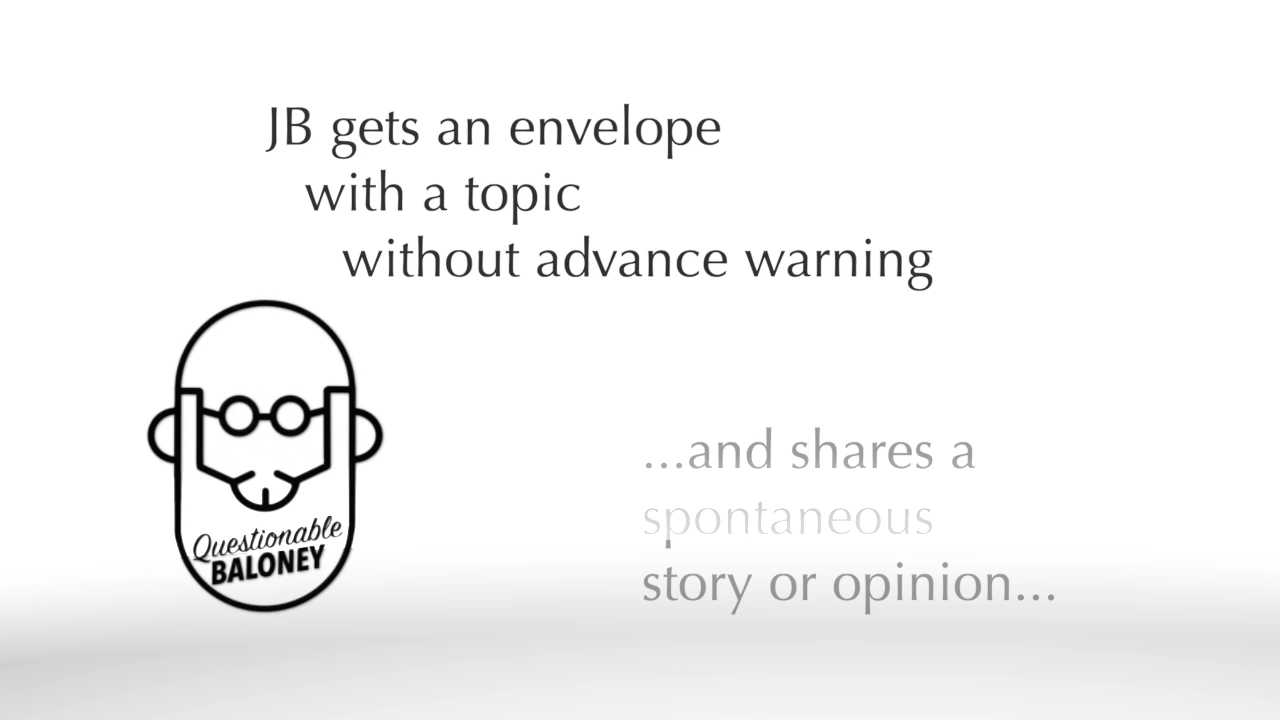 JB gets an envelope
with a topic
without advance warning
...and shares a
spontaneous
story or opinion...
Questionable
BALONEY